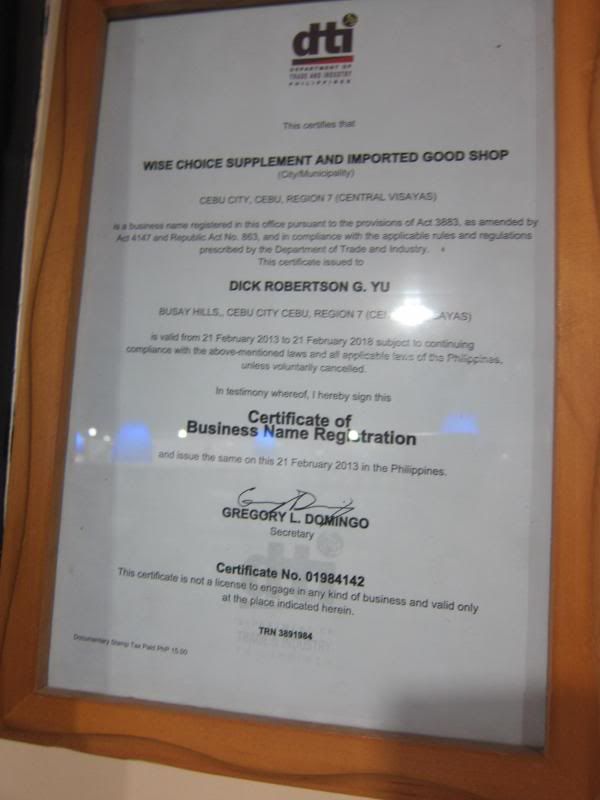 dti
DEPARTMENT OF
TRADE AND INDUSTRY
PHILIPPINES
This certifies that
WISE CHOICE SUPPLEMENT AND IMPORTED GOOD SHOP
(City/Municipality)
CEBU CITY, CEBU, REGION 7 (CENTRAL VISAYAS)
is a business name registered in this office pursuant to the provisions of Act 3883, as amended by
Act 4147 and Republic Act No. 863, and in compliance with the applicable rules and regulations
prescribed by the Department of Trade and Industry.
This certificate issued to
DICK ROBERTSON G. YU
BUSAY HILLS,, CEBU CITY CEBU, REGION 7 (CENTRAL VISAYAS)
is valid from 21 February 2013 to 21 February 2018 subject to continuing
compliance with the above-mentioned laws and all applicable laws of the Philippines,
unless voluntarily cancelled.
In testimony whereof, I hereby sign this
Certificate of
Business Name Registration
and issue the same on this 21 February 2013 in the Philippines.
GREGORY L. DOMINGO
Secretary
Certificate No. 01984142
This certificate is not a license to engage in any kind of business and valid only
at the place indicated herein.
TRN 3891984
Documentary Stamp Tax Paid PhP 15.00